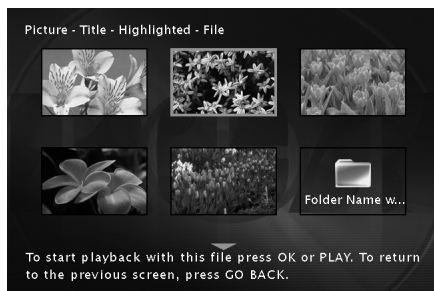 Picture - Title - Highlighted - File
Folder Name w...
To start playback with this file press OK or PLAY. To return
to the previous screen, press GO BACK.